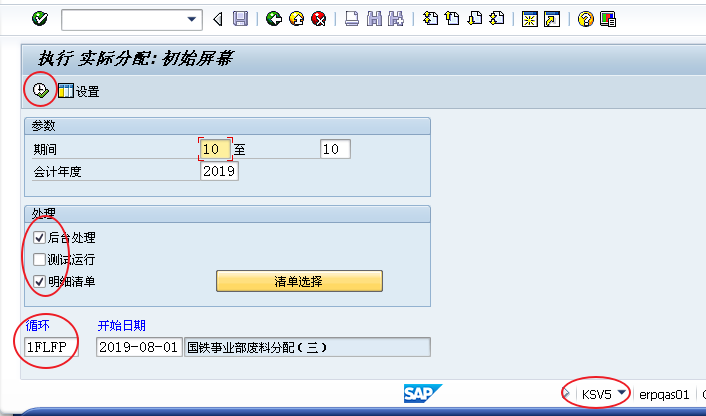 执行 实际分配: 初始屏幕
设置
参数
期间 10 至 10
会计年度 2019
处理
后台处理
测试运行
明细清单 清单选择
循环 开始日期
1FLFP 2019-08-01 国铁事业部废料分配（三）
SAP KSV5 erpqas01